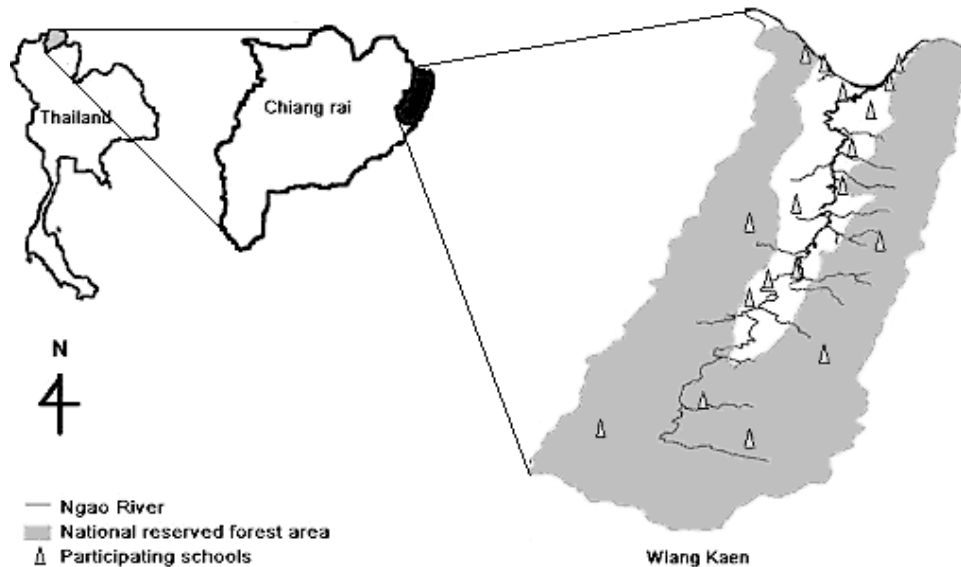 Thailand
Chiang rai
N
Ngao River
National reserved forest area
Participating schools
Wiang Kaen